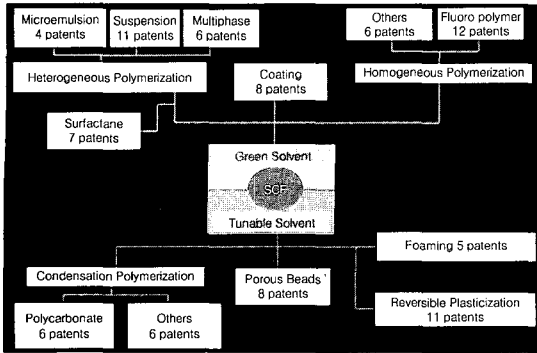 Microemulsion
4 patents
Suspension
11 patents
Multiphase
6 patents
Others
6 patents
Fluoro polymer
12 patents
Heterogeneous Polymerization
Coating
8 patents
Homogeneous Polymerization
Surfactane
7 patents
Green Solvent
SCF
Tunable Solvent
Foaming 5 patents
Condensation Polymerization
Porous Beads
8 patents
Reversible Plasticization
11 patents
Polycarbonate
6 patents
Others
6 patents